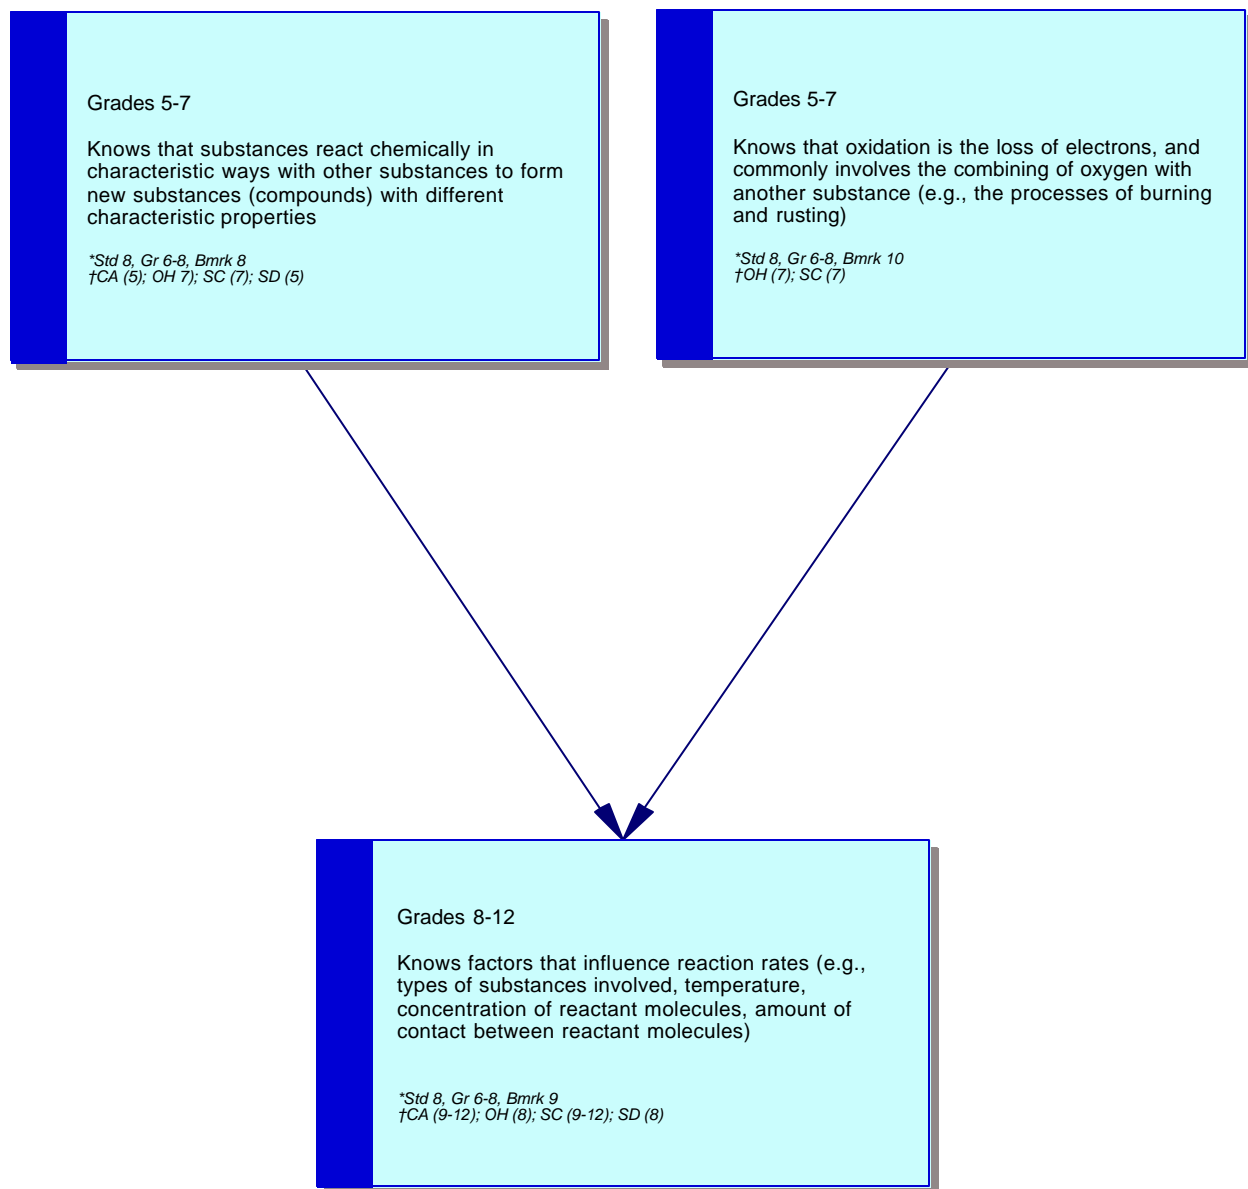 Grades 5-7
Knows that substances react chemically in
characteristic ways with other substances to form
new substances (compounds) with different
characteristic properties
*Std 8, Gr 6-8, Bmrk 8
†CA (5); OH 7); SC (7); SD (5)
Grades 5-7
Knows that oxidation is the loss of electrons, and
commonly involves the combining of oxygen with
another substance (e.g., the processes of burning
and rusting)
*Std 8, Gr 6-8, Bmrk 10
†OH (7); SC (7)
Grades 8-12
Knows factors that influence reaction rates (e.g.,
types of substances involved, temperature,
concentration of reactant molecules, amount of
contact between reactant molecules)
*Std 8, Gr 6-8, Bmrk 9
†CA (9-12); OH (8); SC (9-12); SD (8)